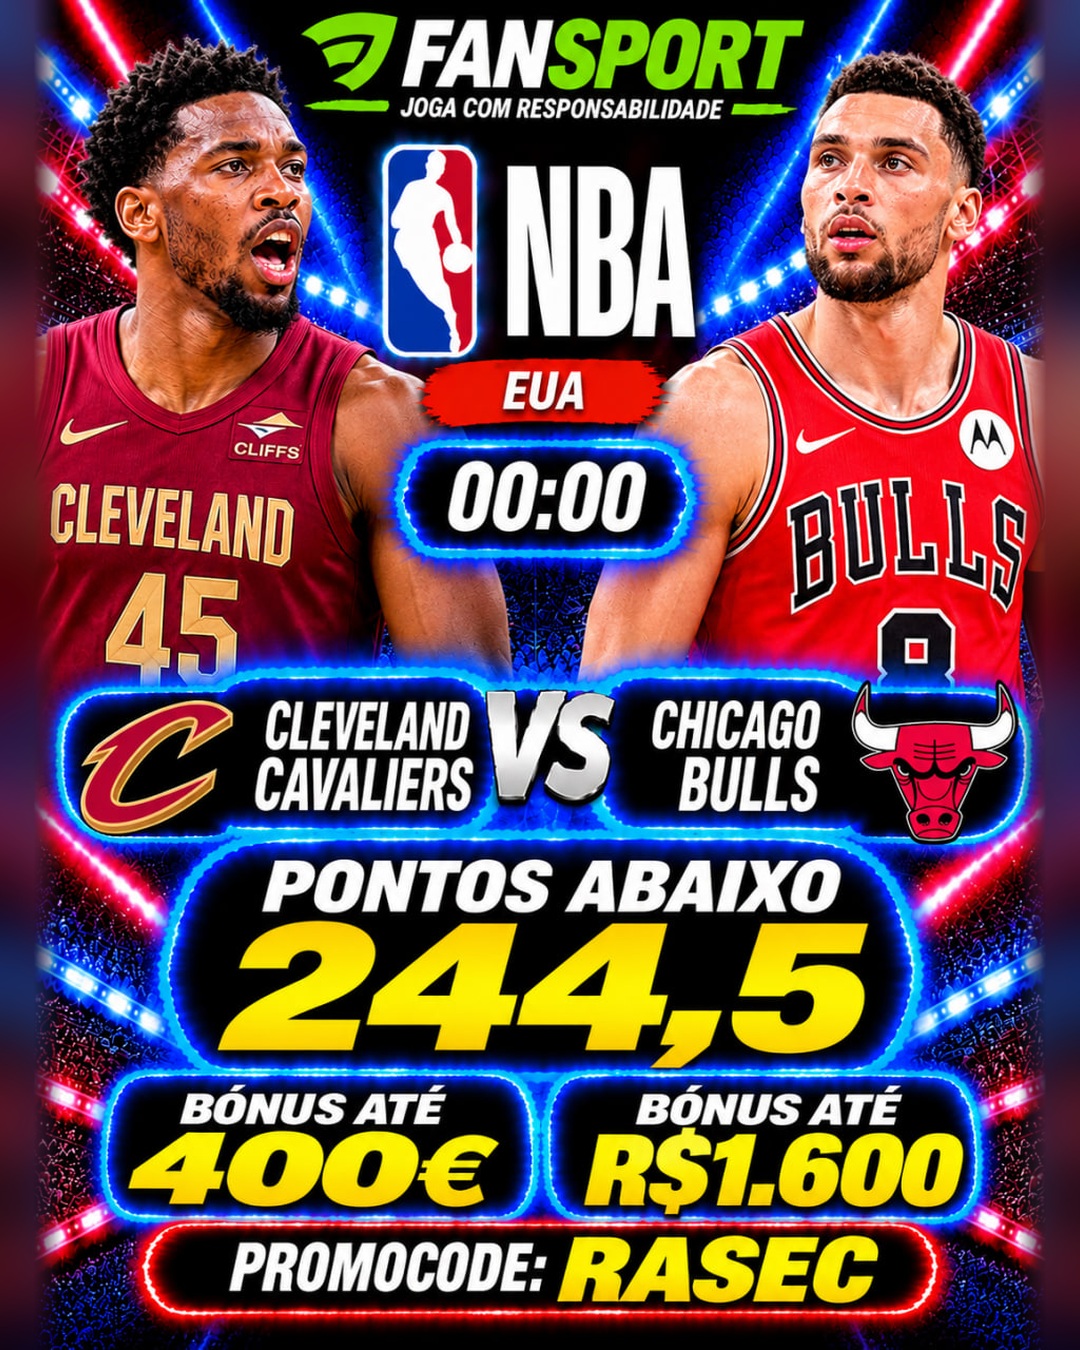 FANSPORT
JOGA COM RESPONSABILIDADE
NBA
EUA
00:00
CLIFFS
CLEVELAND
45
BULLS
8
CLEVELAND
CAVALIERS
VS
CHICAGO
BULLS
PONTOS ABAIXO
244,5
BÓNUS ATÉ
400€
BÓNUS ATÉ
R$1.600
PROMOCODE: RASEC